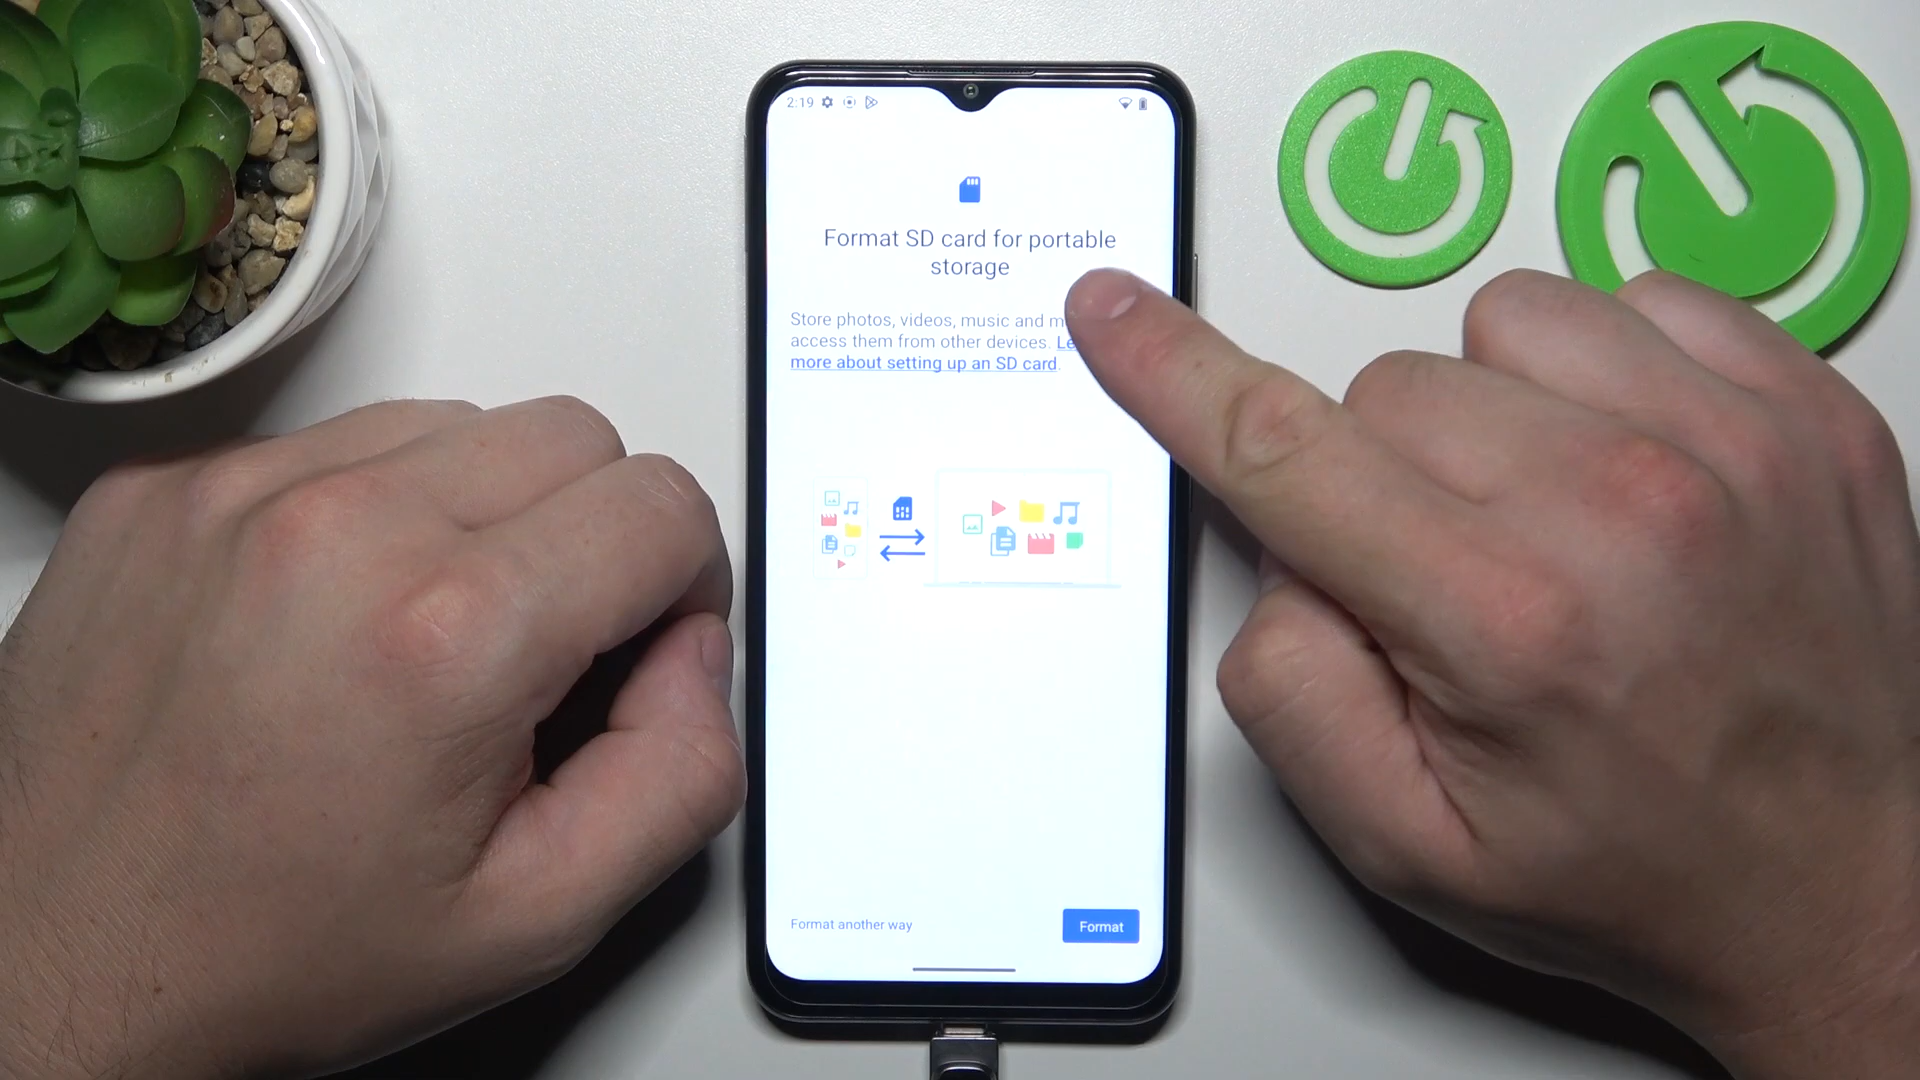 2:19
Format SD card for portable
storage
Store photos, videos, music and
access them from other devices.
more about setting up an SD card.
Format another way
Format